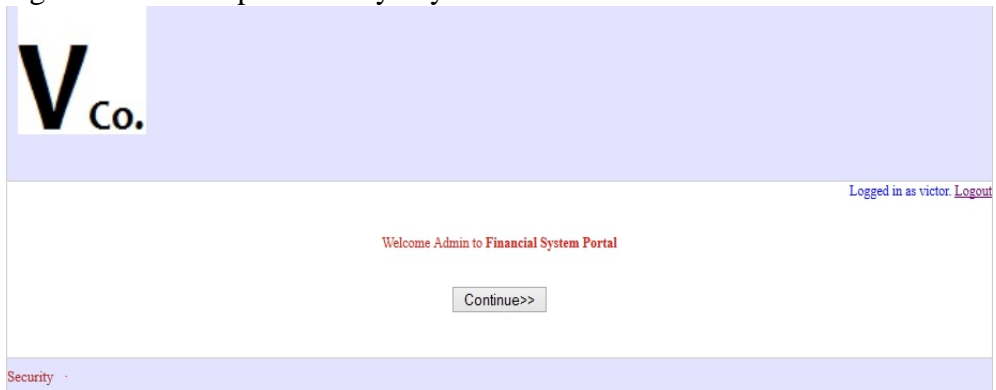 V Co.
Logged in as victor. Logout
Welcome Admin to Financial System Portal
Continue>>
Security ·